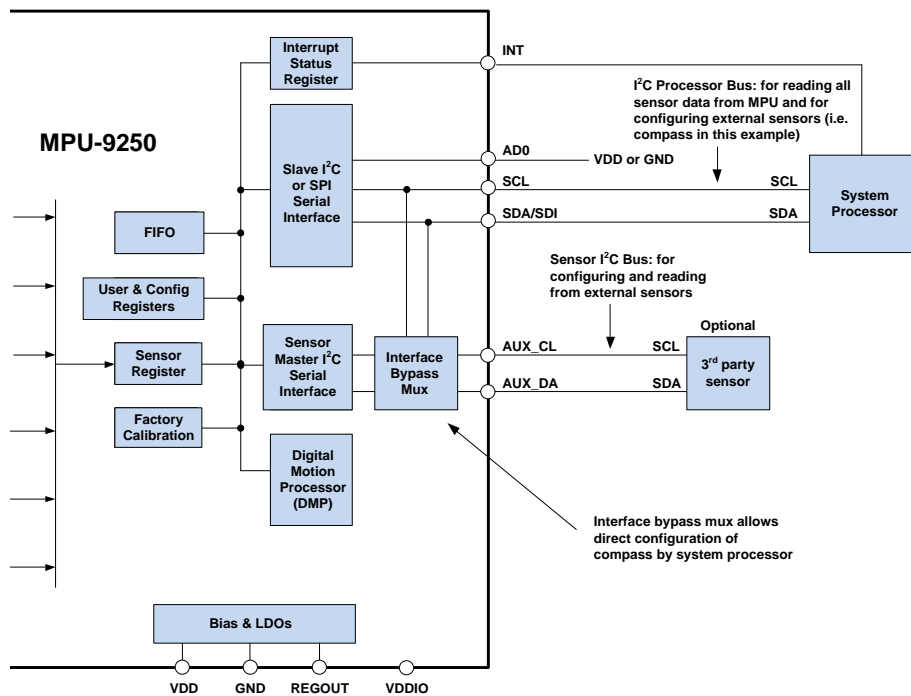 INT
Interrupt
Status
Register
I²C Processor Bus: for reading all
sensor data from MPU and for
configuring external sensors (i.e.
compass in this example)
MPU-9250
Slave I²C
or SPI
Serial
Interface
AD0
VDD or GND
SCL
SCL
SDA/SDI
SDA
System
Processor
FIFO
User & Config
Registers
Sensor I²C Bus: for
configuring and reading
from external sensors
Sensor
Register
Sensor
Master I²C
Serial
Interface
Interface
Bypass
Mux
AUX_CL
SCL
AUX_DA
SDA
Optional
3rd party
sensor
Factory
Calibration
Digital
Motion
Processor
(DMP)
Interface bypass mux allows
direct configuration of
compass by system processor
Bias & LDOs
VDD
GND
REGOUT
VDDIO